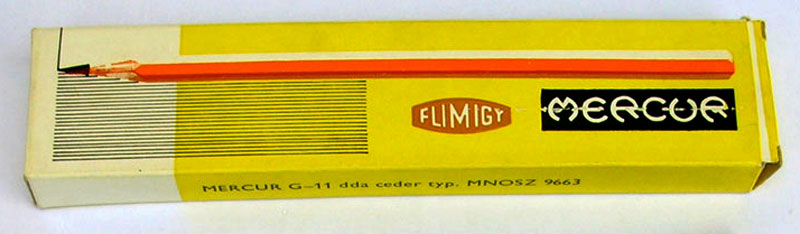 FLIMIGY
MERCUR
MERCUR G-11 dda ceder typ. MNOSZ 9663